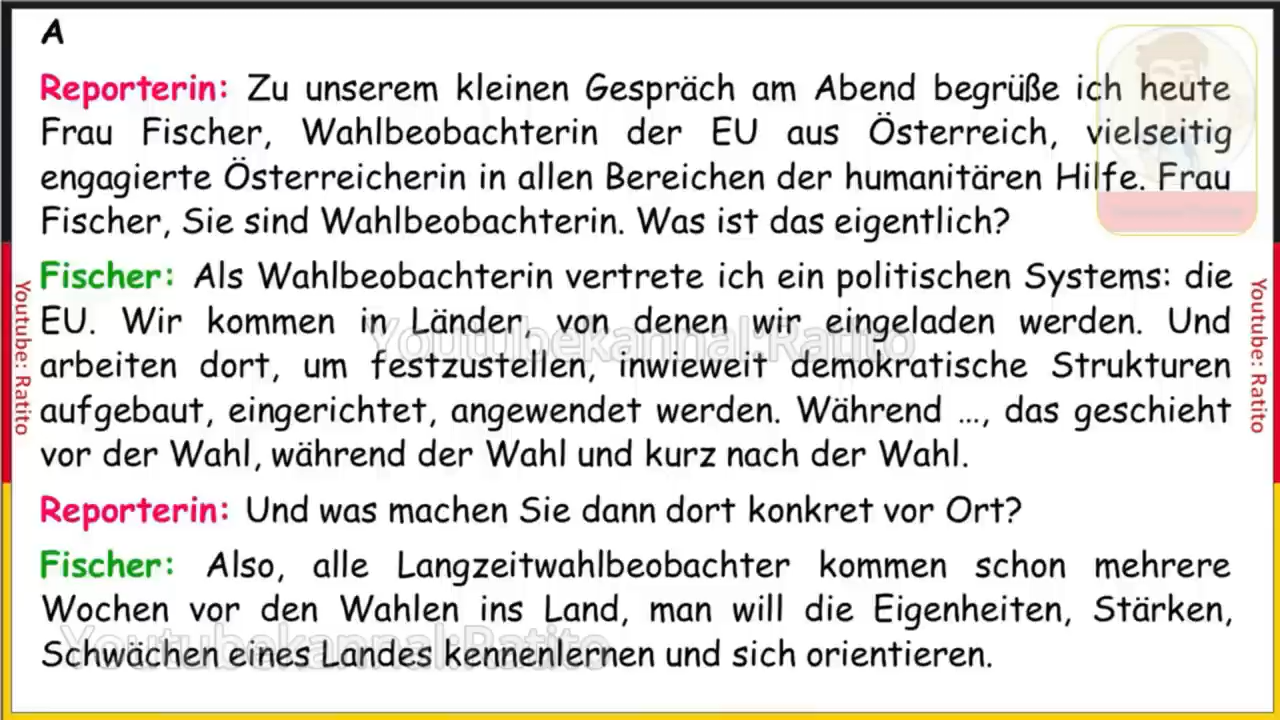 A
Reporterin: Zu unserem kleinen Gespräch am Abend begrüße ich heute
Frau Fischer, Wahlbeobachterin der EU aus Österreich, vielseitig
engagierte Österreicherin in allen Bereichen der humanitären Hilfe. Frau
Fischer, Sie sind Wahlbeobachterin. Was ist das eigentlich?
Fischer: Als Wahlbeobachterin vertrete ich ein politischen Systems: die
EU. Wir kommen in Länder, von denen wir eingeladen werden. Und
arbeiten dort, um festzustellen, inwieweit demokratische Strukturen
aufgebaut, eingerichtet, angewendet werden. Während …, das geschieht
vor der Wahl, während der Wahl und kurz nach der Wahl.
Reporterin: Und was machen Sie dann dort konkret vor Ort?
Fischer: Also, alle Langzeitwahlbeobachter kommen schon mehrere
Wochen vor den Wahlen ins Land, man will die Eigenheiten, Stärken,
Schwächen eines Landes kennenlernen und sich orientieren.
Youtube: Ratito
Youtube: Ratito
Youtubekannal:Ratito
Youtubekannal:Ratito